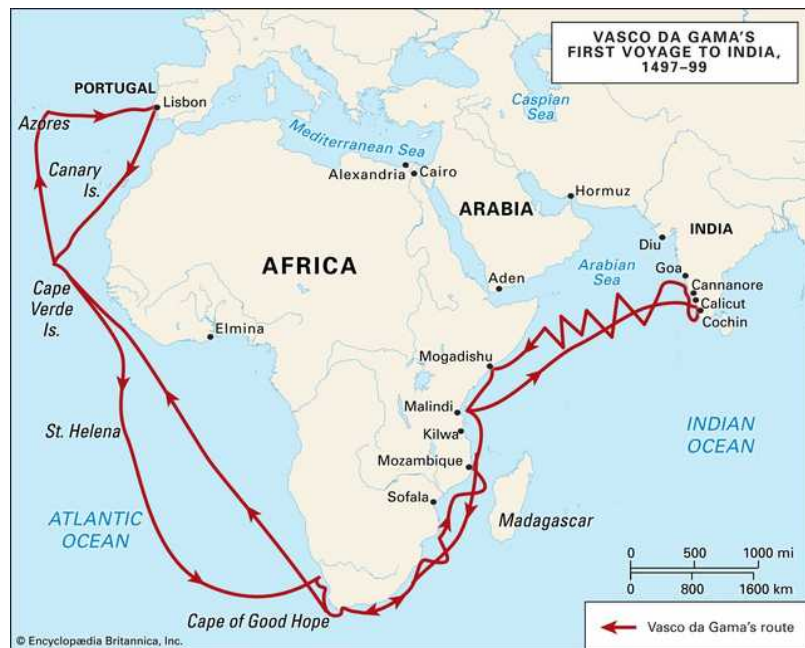 VASCO DA GAMA'S
FIRST VOYAGE TO INDIA,
1497–99
PORTUGAL
Lisbon
Azores
Canary
Is.
Mediterranean Sea
Caspian
Sea
Alexandria
Cairo
Hormuz
ARABIA
INDIA
Diu
Goa
AFRICA
Aden
Arabian
Sea
Cannanore
Calicut
Cochin
Cape
Verde
Is.
Elmina
Mogadishu
Malindi
Kilwa
INDIAN
OCEAN
St. Helena
Mozambique
Sofala
Madagascar
ATLANTIC
OCEAN
0 500 1000 mi
0 800 1600 km
Cape of Good Hope
Vasco da Gama's route
© Encyclopædia Britannica, Inc.